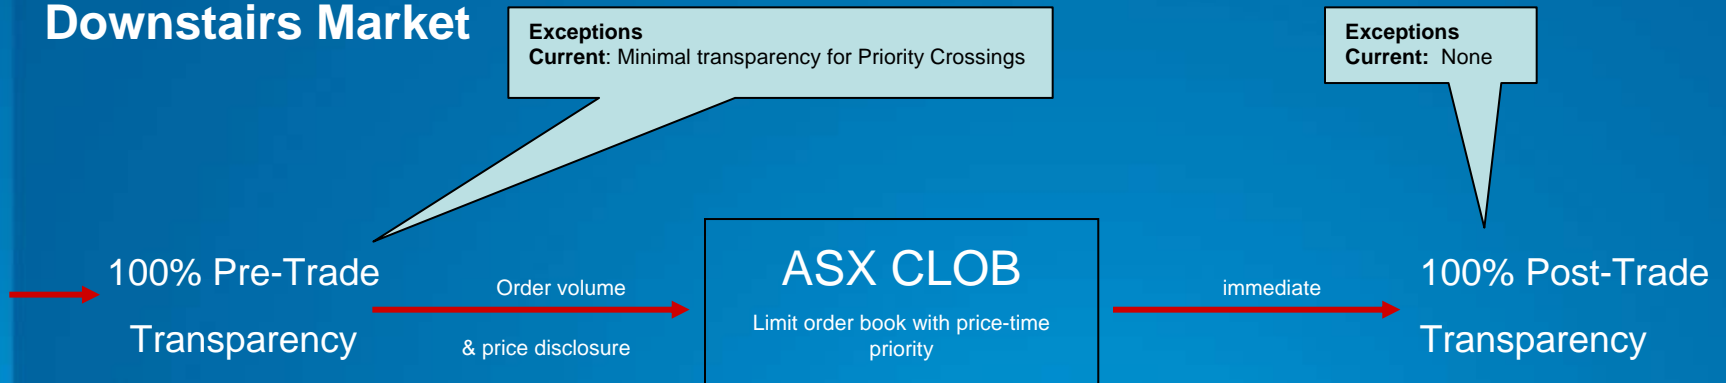 Downstairs Market
Exceptions
Current: Minimal transparency for Priority Crossings
Exceptions
Current: None
100% Pre-Trade
Transparency
Order volume
& price disclosure
ASX CLOB
Limit order book with price-time
priority
immediate
100% Post-Trade
Transparency